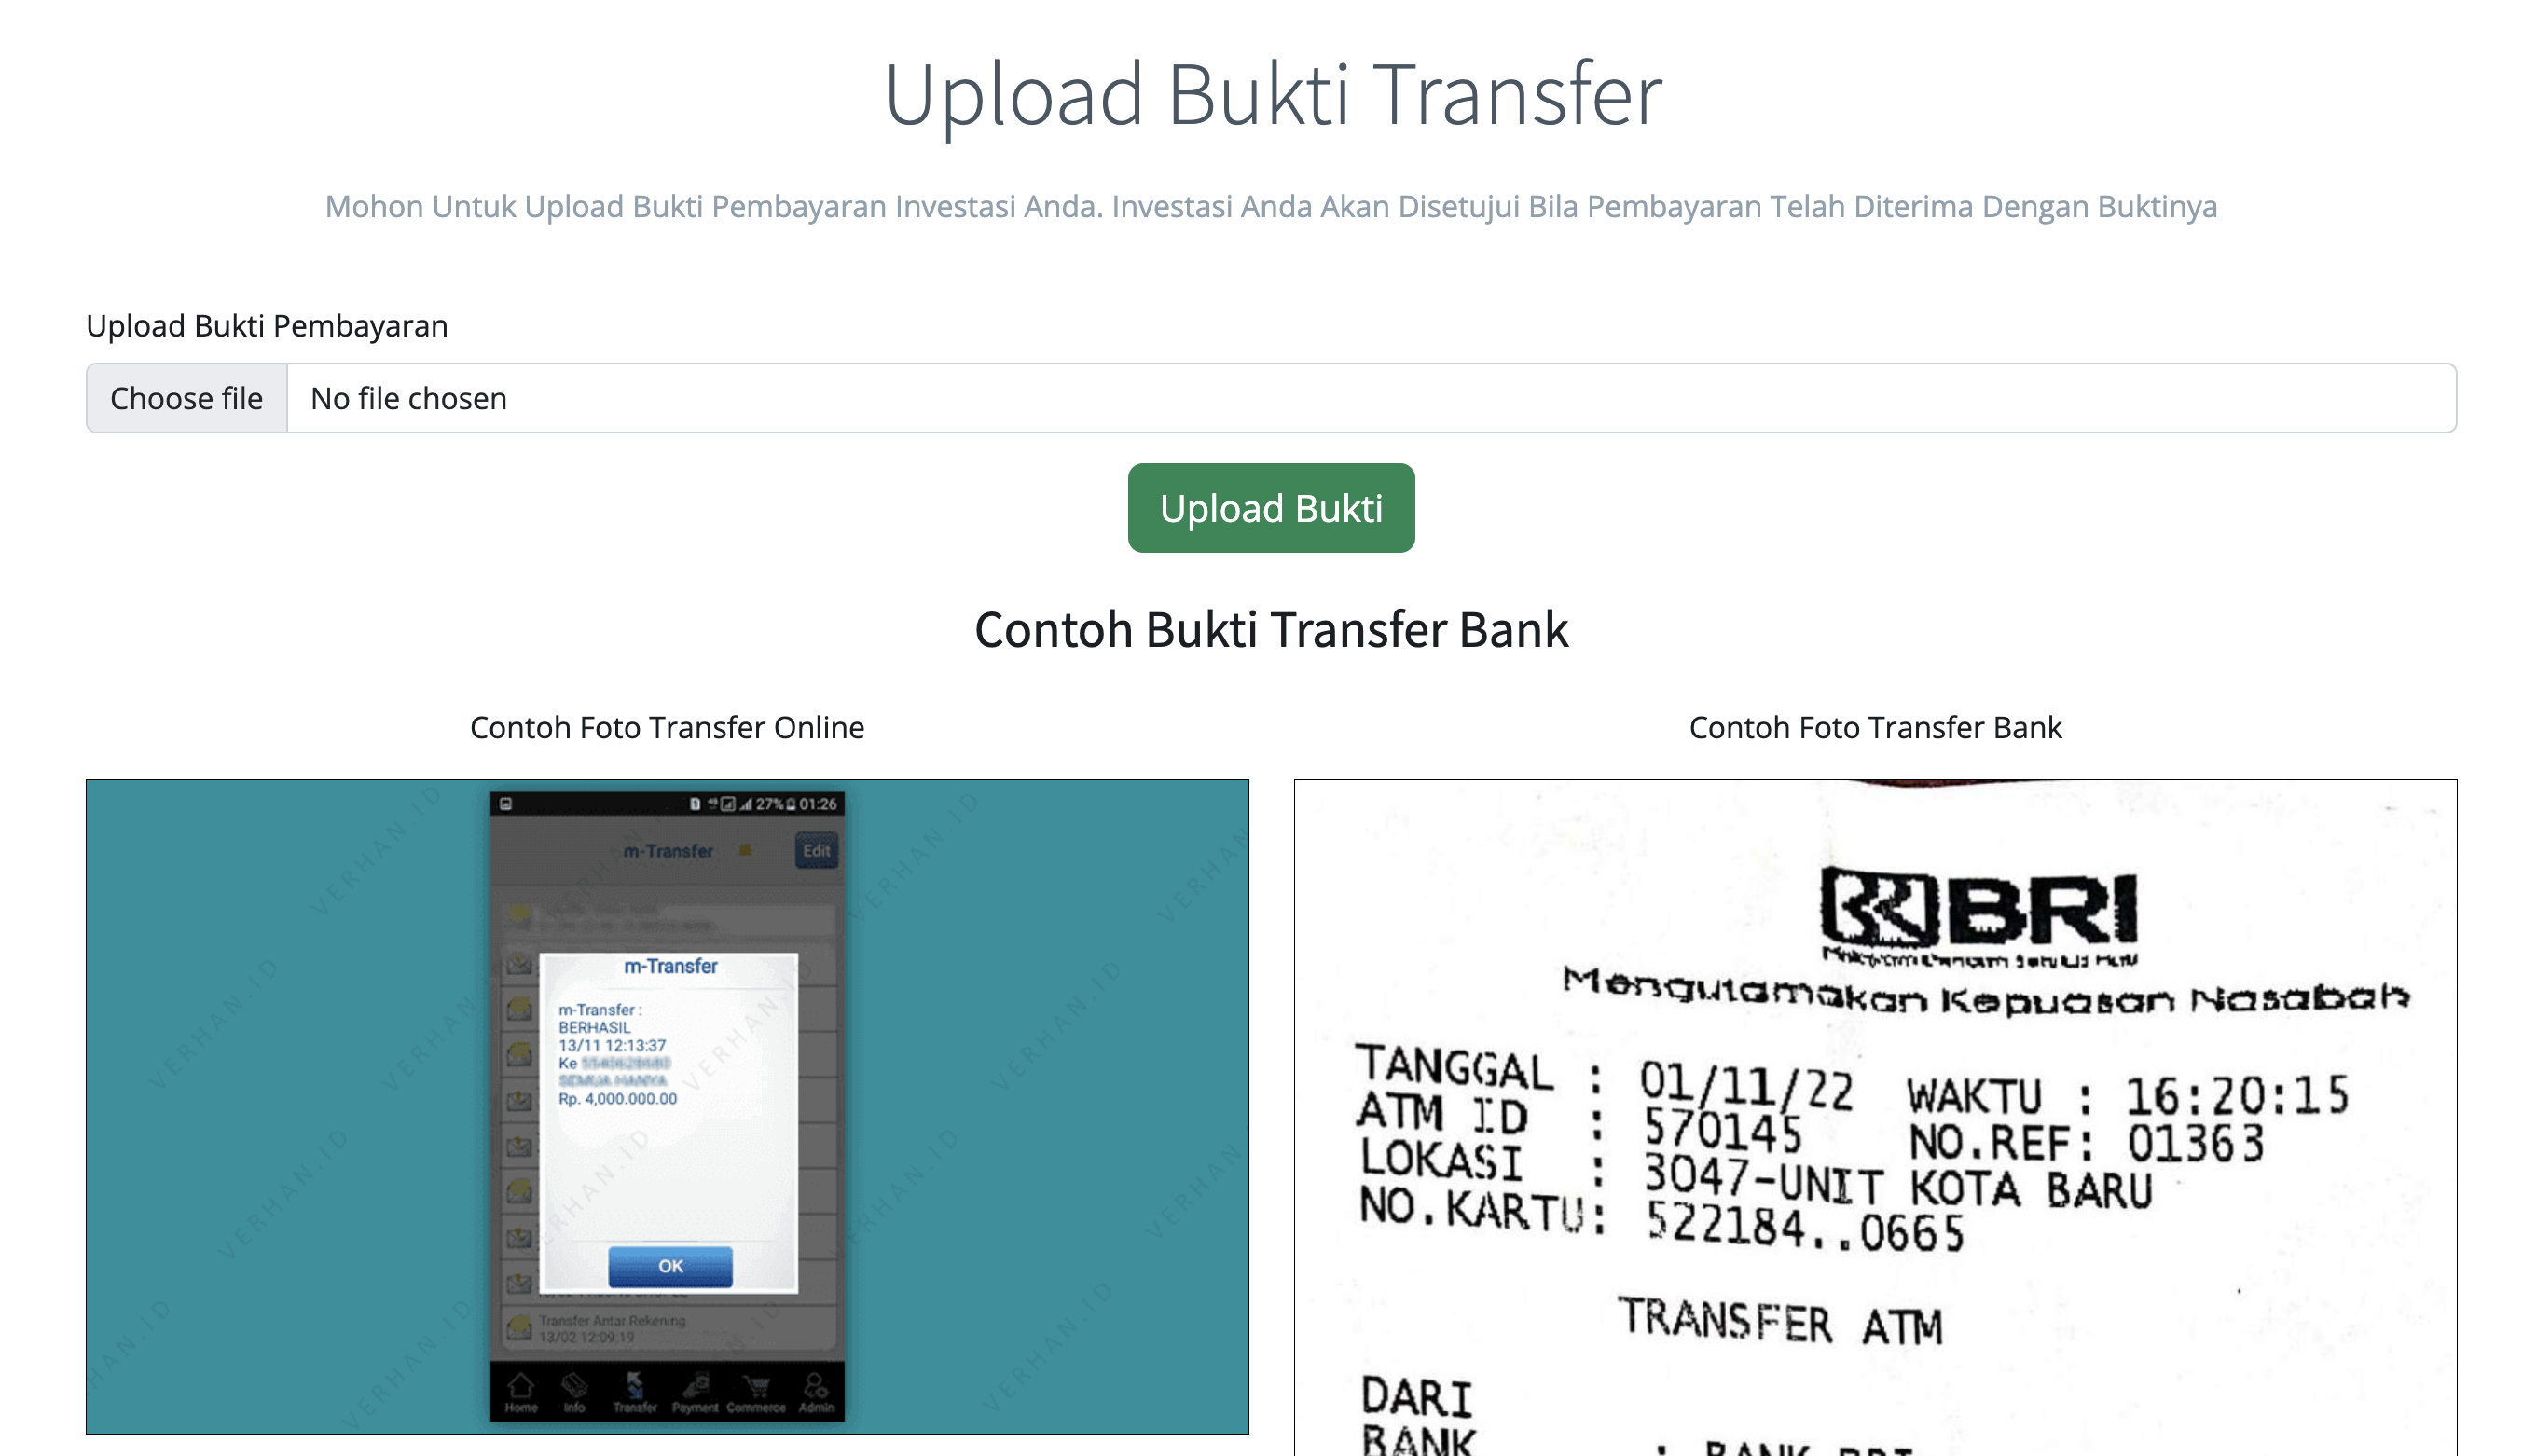 Upload Bukti Transfer
Mohon Untuk Upload Bukti Pembayaran Investasi Anda. Investasi Anda Akan Disetujui Bila Pembayaran Telah Diterima Dengan Buktinya
Upload Bukti Pembayaran
Choose file No file chosen
Upload Bukti
Contoh Bukti Transfer Bank
Contoh Foto Transfer Online
27% 01:26
m-Transfer Edit
m-Transfer
m-Transfer :
BERHASIL
13/11 12:13:37
Ke
Rp. 4,000.000.00
OK
Transfer Antar Rekening
13/02 12:09:19
Home Info Transfer Payment Commerce Admin
VERHAN.ID
Contoh Foto Transfer Bank
BRI
Mengutamakan Kepuasan Nasabah
TANGGAL : 01/11/22 WAKTU : 16:20:15
ATM ID : 570145 NO.REF: 01363
LOKASI : 3047-UNIT KOTA BARU
NO.KARTU: 522184..0665
TRANSFER ATM
DARI
BANK : BANK BRI